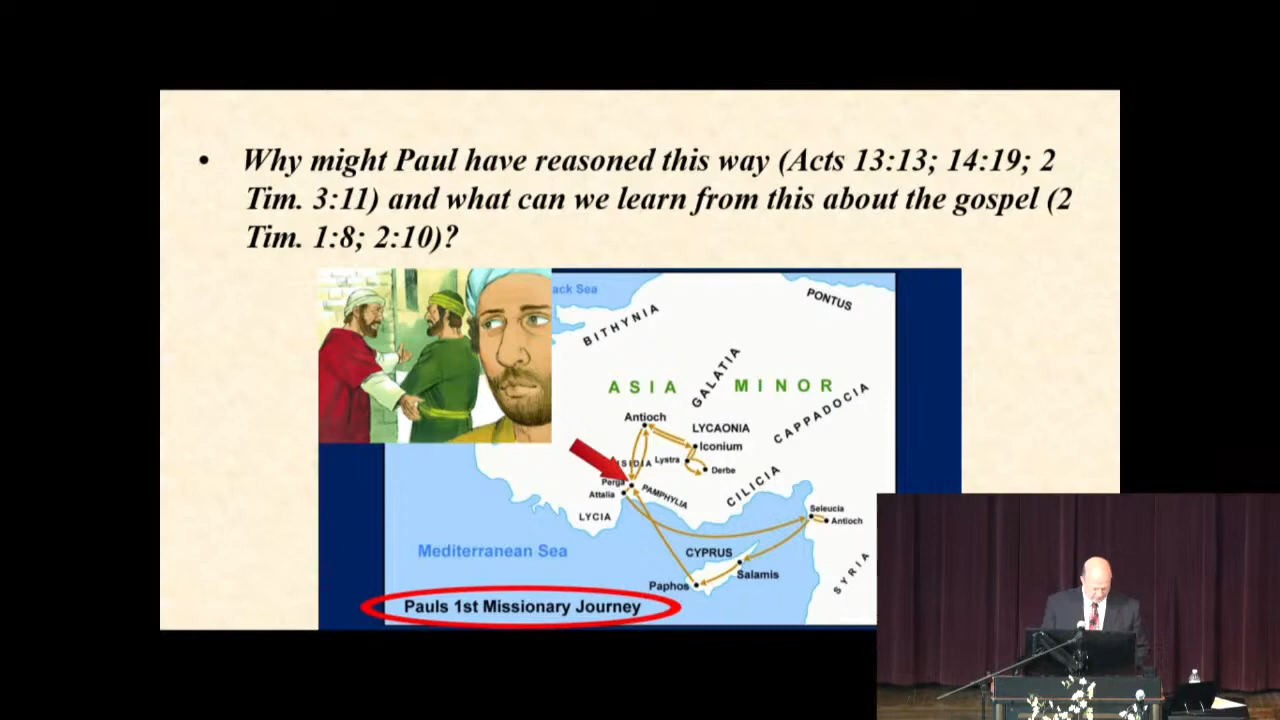 • Why might Paul have reasoned this way (Acts 13:13; 14:19; 2
Tim. 3:11) and what can we learn from this about the gospel (2
Tim. 1:8; 2:10)?
ack Sea
PONTUS
BITHYNIA
GALATIA
ASIA MINOR
CAPPADOCIA
Antioch
LYCAONIA
Iconium
ISIDIA
Lystra
Derbe
Perga
PAMPHYLIA
Attalia
CILICIA
LYCIA
Seleucia
Antioch
Mediterranean Sea
CYPRUS
Salamis
SYRIA
Paphos
Pauls 1st Missionary Journey